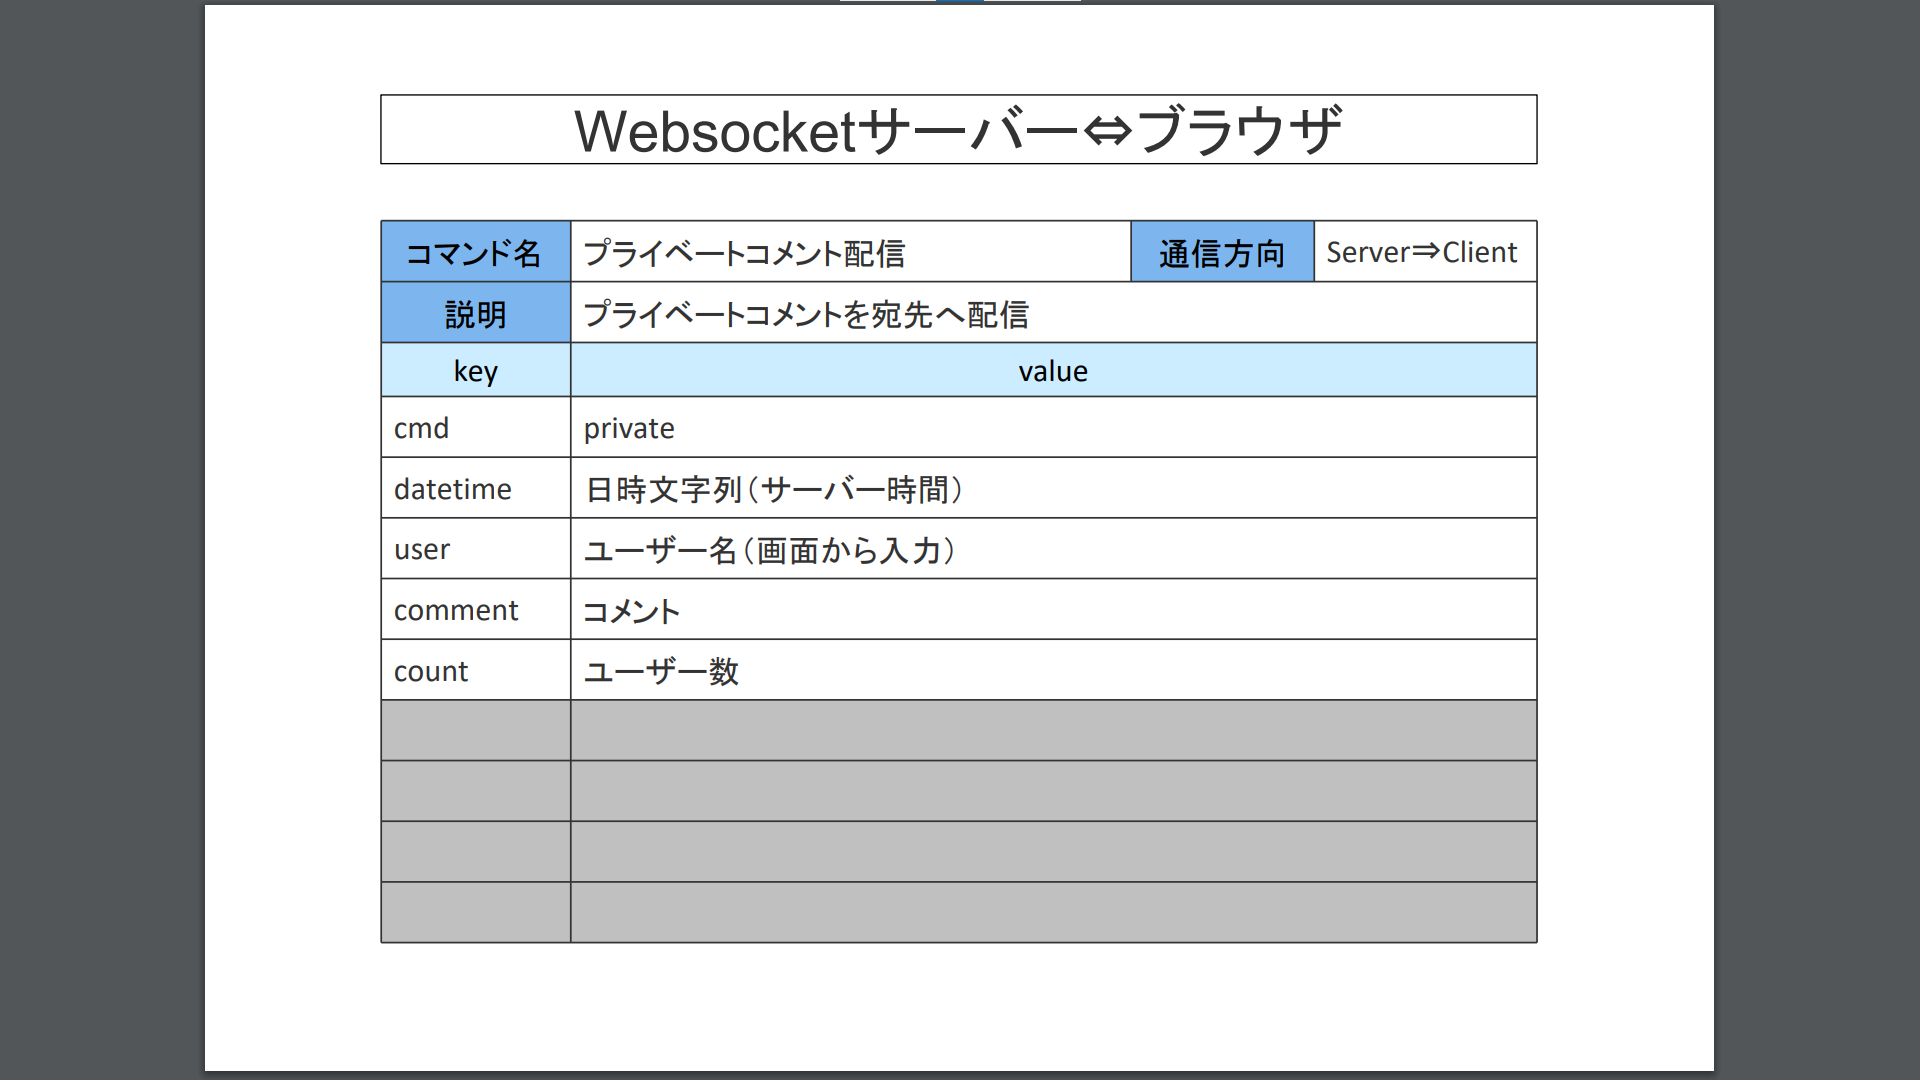 Websocketサーバー⇔ブラウザ
コマンド名 プライベートコメント配信 通信方向 Server⇒Client
説明 プライベートコメントを宛先へ配信
key value
cmd private
datetime 日時文字列（サーバー時間）
user ユーザー名（画面から入力）
comment コメント
count ユーザー数